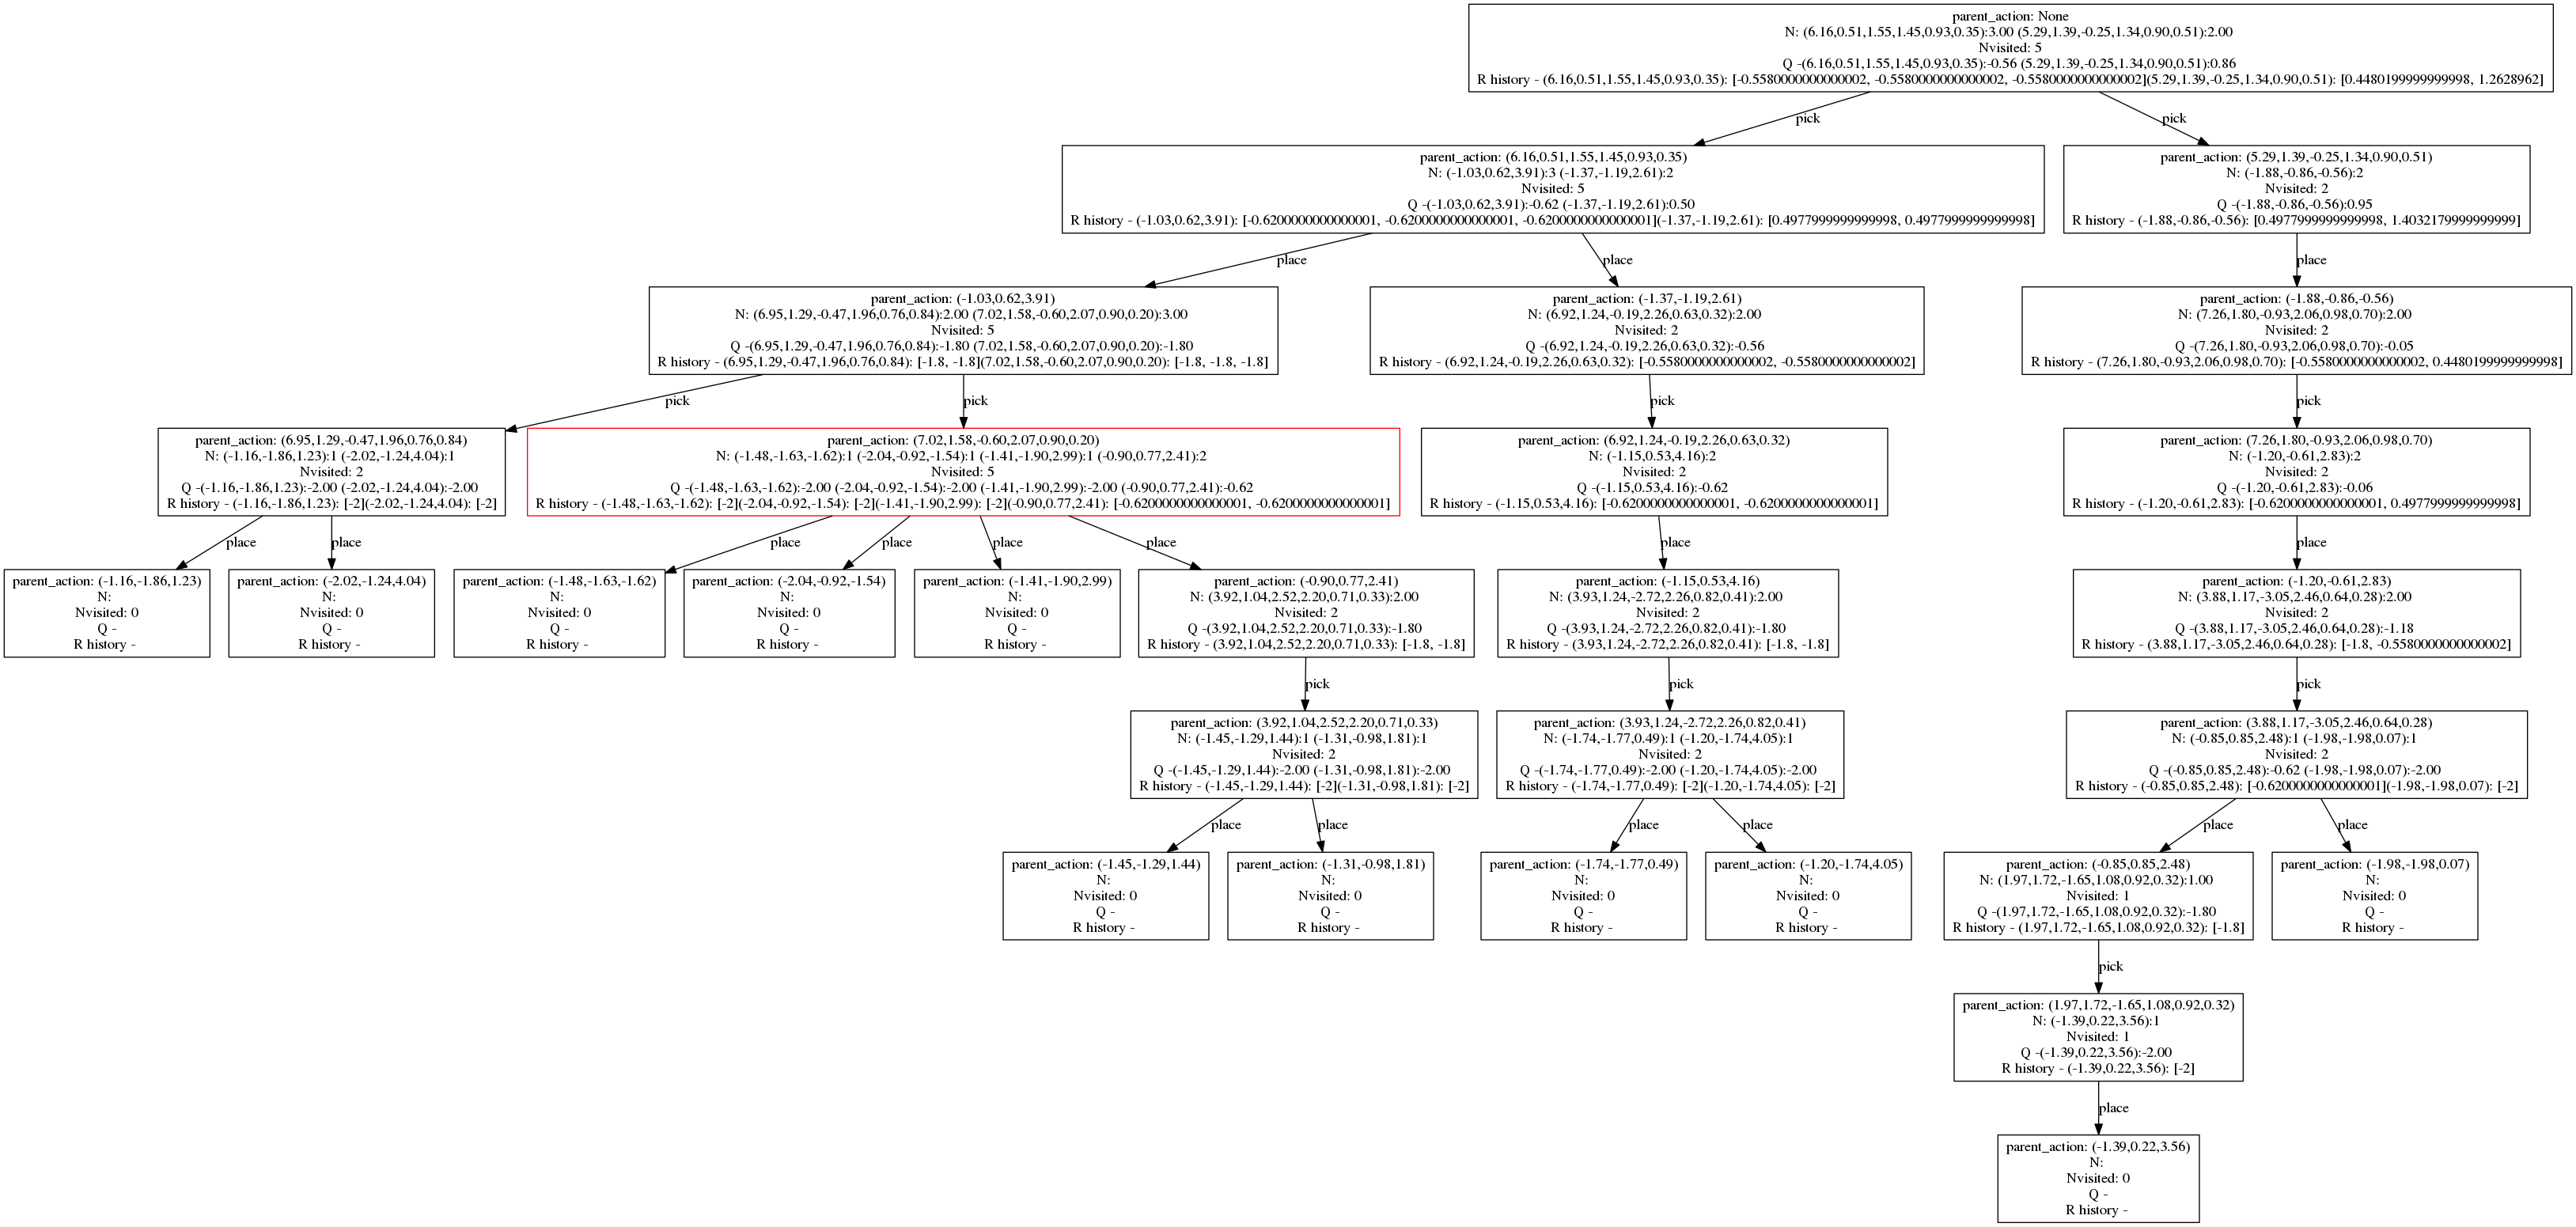 parent_action: None
N: (6.16,0.51,1.55,1.45,0.93,0.35):3.00 (5.29,1.39,-0.25,1.34,0.90,0.51):2.00
Nvisited: 5
Q -(6.16,0.51,1.55,1.45,0.93,0.35):-0.56 (5.29,1.39,-0.25,1.34,0.90,0.51):0.86
R history - (6.16,0.51,1.55,1.45,0.93,0.35): [-0.5580000000000002, -0.5580000000000002, -0.5580000000000002](5.29,1.39,-0.25,1.34,0.90,0.51): [0.4480199999999998, 1.2628962]
pick
pick
parent_action: (6.16,0.51,1.55,1.45,0.93,0.35)
N: (-1.03,0.62,3.91):3 (-1.37,-1.19,2.61):2
Nvisited: 5
Q -(-1.03,0.62,3.91):-0.62 (-1.37,-1.19,2.61):0.50
R history - (-1.03,0.62,3.91): [-0.6200000000000001, -0.6200000000000001, -0.6200000000000001](-1.37,-1.19,2.61): [0.4977999999999998, 0.4977999999999998]
parent_action: (5.29,1.39,-0.25,1.34,0.90,0.51)
N: (-1.88,-0.86,-0.56):2
Nvisited: 2
Q -(-1.88,-0.86,-0.56):0.95
R history - (-1.88,-0.86,-0.56): [0.4977999999999998, 1.4032179999999999]
place
place
place
parent_action: (-1.03,0.62,3.91)
N: (6.95,1.29,-0.47,1.96,0.76,0.84):2.00 (7.02,1.58,-0.60,2.07,0.90,0.20):3.00
Nvisited: 5
Q -(6.95,1.29,-0.47,1.96,0.76,0.84):-1.80 (7.02,1.58,-0.60,2.07,0.90,0.20):-1.80
R history - (6.95,1.29,-0.47,1.96,0.76,0.84): [-1.8, -1.8](7.02,1.58,-0.60,2.07,0.90,0.20): [-1.8, -1.8, -1.8]
parent_action: (-1.37,-1.19,2.61)
N: (6.92,1.24,-0.19,2.26,0.63,0.32):2.00
Nvisited: 2
Q -(6.92,1.24,-0.19,2.26,0.63,0.32):-0.56
R history - (6.92,1.24,-0.19,2.26,0.63,0.32): [-0.5580000000000002, -0.5580000000000002]
parent_action: (-1.88,-0.86,-0.56)
N: (7.26,1.80,-0.93,2.06,0.98,0.70):2.00
Nvisited: 2
Q -(7.26,1.80,-0.93,2.06,0.98,0.70):-0.05
R history - (7.26,1.80,-0.93,2.06,0.98,0.70): [-0.5580000000000002, 0.4480199999999998]
pick
pick
pick
pick
parent_action: (6.95,1.29,-0.47,1.96,0.76,0.84)
N: (-1.16,-1.86,1.23):1 (-2.02,-1.24,4.04):1
Nvisited: 2
Q -(-1.16,-1.86,1.23):-2.00 (-2.02,-1.24,4.04):-2.00
R history - (-1.16,-1.86,1.23): [-2](-2.02,-1.24,4.04): [-2]
parent_action: (7.02,1.58,-0.60,2.07,0.90,0.20)
N: (-1.48,-1.63,-1.62):1 (-2.04,-0.92,-1.54):1 (-1.41,-1.90,2.99):1 (-0.90,0.77,2.41):2
Nvisited: 5
Q -(-1.48,-1.63,-1.62):-2.00 (-2.04,-0.92,-1.54):-2.00 (-1.41,-1.90,2.99):-2.00 (-0.90,0.77,2.41):-0.62
R history - (-1.48,-1.63,-1.62): [-2](-2.04,-0.92,-1.54): [-2](-1.41,-1.90,2.99): [-2](-0.90,0.77,2.41): [-0.6200000000000001, -0.6200000000000001]
parent_action: (6.92,1.24,-0.19,2.26,0.63,0.32)
N: (-1.15,0.53,4.16):2
Nvisited: 2
Q -(-1.15,0.53,4.16):-0.62
R history - (-1.15,0.53,4.16): [-0.6200000000000001, -0.6200000000000001]
parent_action: (7.26,1.80,-0.93,2.06,0.98,0.70)
N: (-1.20,-0.61,2.83):2
Nvisited: 2
Q -(-1.20,-0.61,2.83):-0.06
R history - (-1.20,-0.61,2.83): [-0.6200000000000001, 0.4977999999999998]
place
place
place
place
place
place
place
place
parent_action: (-1.16,-1.86,1.23)
N:
Nvisited: 0
Q -
R history -
parent_action: (-2.02,-1.24,4.04)
N:
Nvisited: 0
Q -
R history -
parent_action: (-1.48,-1.63,-1.62)
N:
Nvisited: 0
Q -
R history -
parent_action: (-2.04,-0.92,-1.54)
N:
Nvisited: 0
Q -
R history -
parent_action: (-1.41,-1.90,2.99)
N:
Nvisited: 0
Q -
R history -
parent_action: (-0.90,0.77,2.41)
N: (3.92,1.04,2.52,2.20,0.71,0.33):2.00
Nvisited: 2
Q -(3.92,1.04,2.52,2.20,0.71,0.33):-1.80
R history - (3.92,1.04,2.52,2.20,0.71,0.33): [-1.8, -1.8]
parent_action: (-1.15,0.53,4.16)
N: (3.93,1.24,-2.72,2.26,0.82,0.41):2.00
Nvisited: 2
Q -(3.93,1.24,-2.72,2.26,0.82,0.41):-1.80
R history - (3.93,1.24,-2.72,2.26,0.82,0.41): [-1.8, -1.8]
parent_action: (-1.20,-0.61,2.83)
N: (3.88,1.17,-3.05,2.46,0.64,0.28):2.00
Nvisited: 2
Q -(3.88,1.17,-3.05,2.46,0.64,0.28):-1.18
R history - (3.88,1.17,-3.05,2.46,0.64,0.28): [-1.8, -0.5580000000000002]
pick
pick
pick
parent_action: (3.92,1.04,2.52,2.20,0.71,0.33)
N: (-1.45,-1.29,1.44):1 (-1.31,-0.98,1.81):1
Nvisited: 2
Q -(-1.45,-1.29,1.44):-2.00 (-1.31,-0.98,1.81):-2.00
R history - (-1.45,-1.29,1.44): [-2](-1.31,-0.98,1.81): [-2]
parent_action: (3.93,1.24,-2.72,2.26,0.82,0.41)
N: (-1.74,-1.77,0.49):1 (-1.20,-1.74,4.05):1
Nvisited: 2
Q -(-1.74,-1.77,0.49):-2.00 (-1.20,-1.74,4.05):-2.00
R history - (-1.74,-1.77,0.49): [-2](-1.20,-1.74,4.05): [-2]
parent_action: (3.88,1.17,-3.05,2.46,0.64,0.28)
N: (-0.85,0.85,2.48):1 (-1.98,-1.98,0.07):1
Nvisited: 2
Q -(-0.85,0.85,2.48):-0.62 (-1.98,-1.98,0.07):-2.00
R history - (-0.85,0.85,2.48): [-0.6200000000000001](-1.98,-1.98,0.07): [-2]
place
place
place
place
place
place
parent_action: (-1.45,-1.29,1.44)
N:
Nvisited: 0
Q -
R history -
parent_action: (-1.31,-0.98,1.81)
N:
Nvisited: 0
Q -
R history -
parent_action: (-1.74,-1.77,0.49)
N:
Nvisited: 0
Q -
R history -
parent_action: (-1.20,-1.74,4.05)
N:
Nvisited: 0
Q -
R history -
parent_action: (-0.85,0.85,2.48)
N: (1.97,1.72,-1.65,1.08,0.92,0.32):1.00
Nvisited: 1
Q -(1.97,1.72,-1.65,1.08,0.92,0.32):-1.80
R history - (1.97,1.72,-1.65,1.08,0.92,0.32): [-1.8]
parent_action: (-1.98,-1.98,0.07)
N:
Nvisited: 0
Q -
R history -
pick
parent_action: (1.97,1.72,-1.65,1.08,0.92,0.32)
N: (-1.39,0.22,3.56):1
Nvisited: 1
Q -(-1.39,0.22,3.56):-2.00
R history - (-1.39,0.22,3.56): [-2]
place
parent_action: (-1.39,0.22,3.56)
N:
Nvisited: 0
Q -
R history -